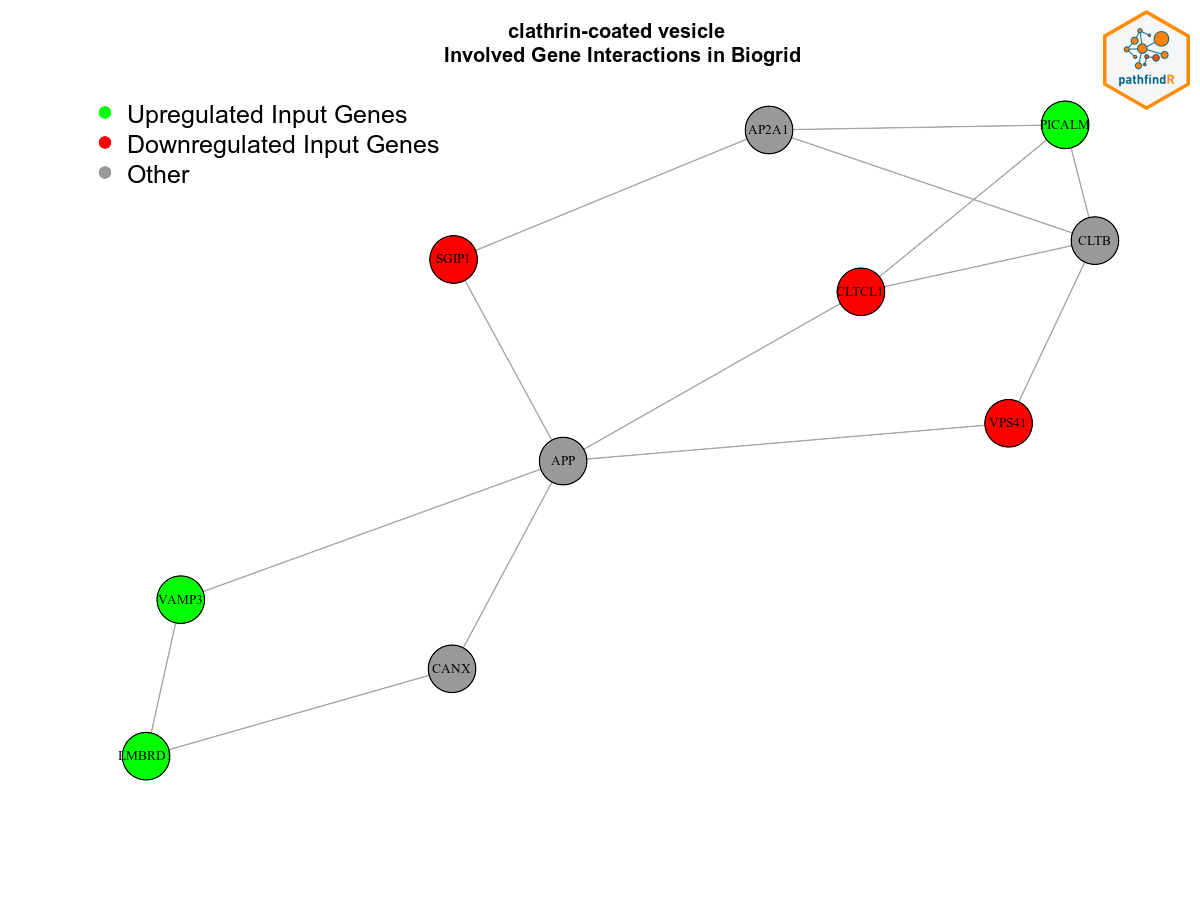 clathrin-coated vesicle
Involved Gene Interactions in Biogrid
pathfindR
Upregulated Input Genes
Downregulated Input Genes
Other
AP2A1
PICALM
CLTB
SGIP1
CLTCL1
VPS41
APP
VAMP3
CANX
LMBRD1